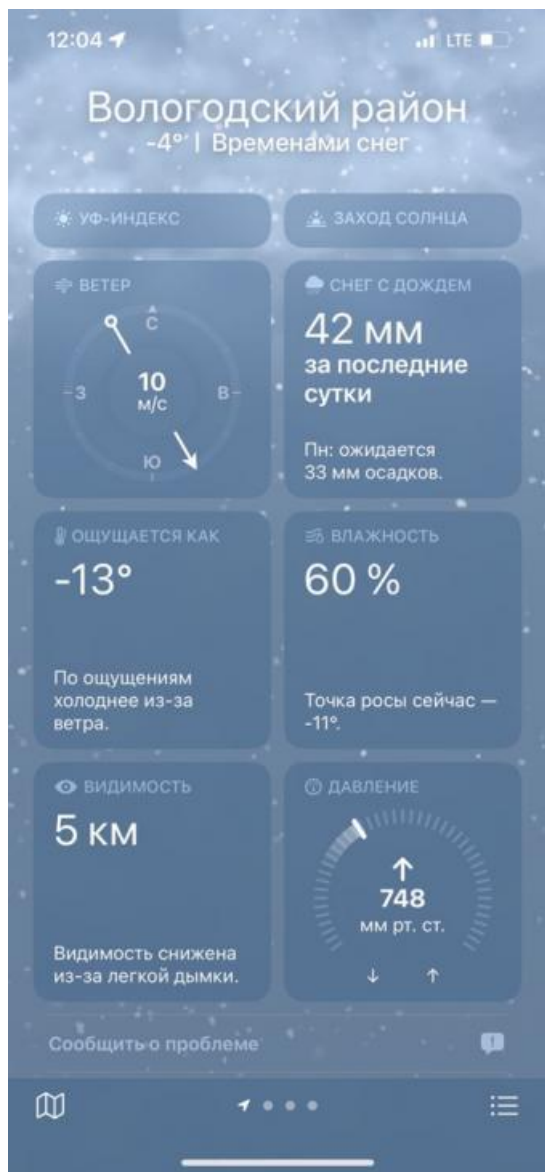 12:04
LTE
Вологодский район
-4° | Временами снег
УФ-ИНДЕКС
ЗАХОД СОЛНЦА
ВЕТЕР
С
З
10
м/с
В
Ю
СНЕГ С ДОЖДЕМ
42 мм
за последние
сутки
Пн: ожидается
33 мм осадков.
ОЩУЩАЕТСЯ КАК
-13°
По ощущениям
холоднее из-за
ветра.
ВЛАЖНОСТЬ
60 %
Точка росы сейчас —
-11°.
ВИДИМОСТЬ
5 км
Видимость снижена
из-за легкой дымки.
ДАВЛЕНИЕ
748
мм рт. ст.
Сообщить о проблеме